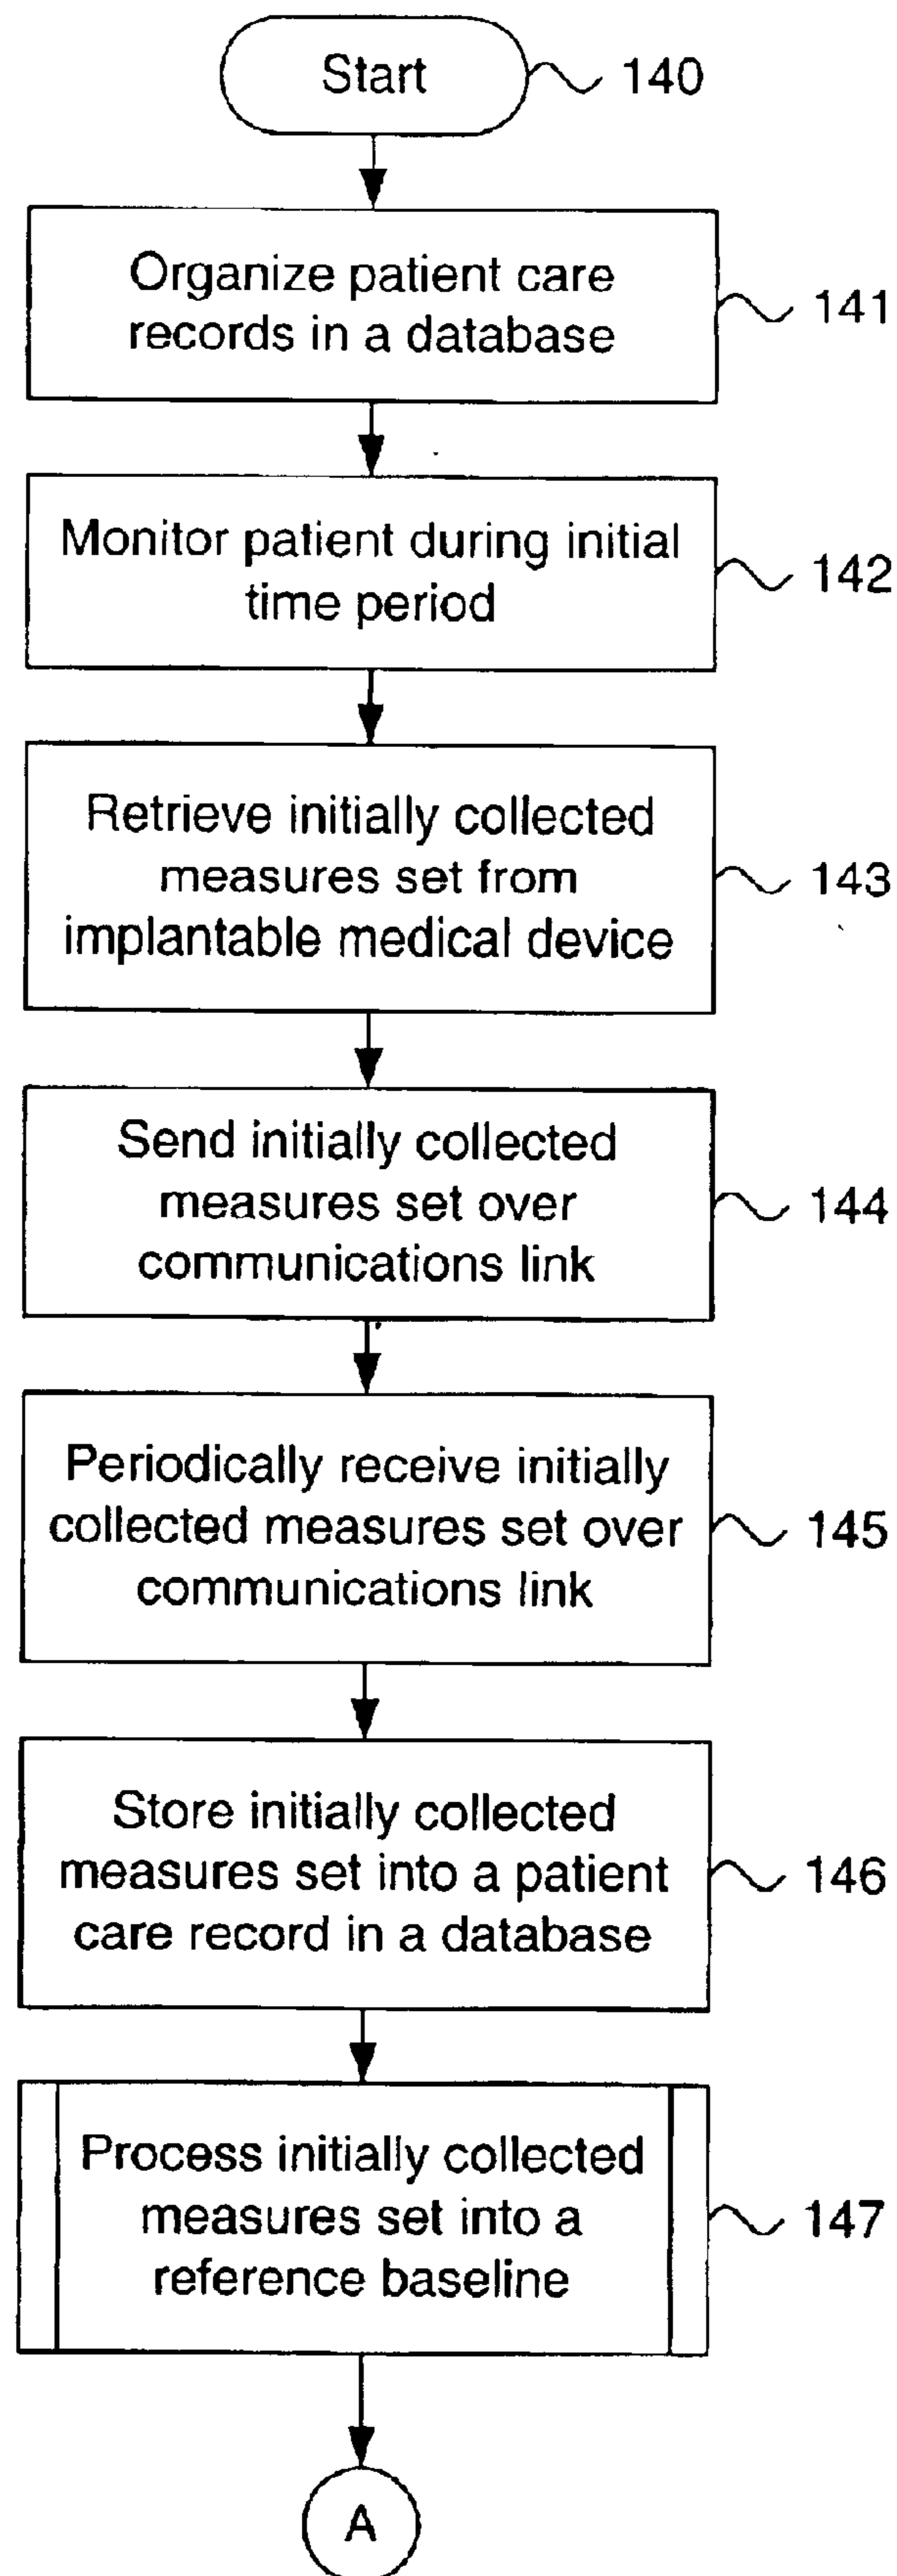 Start
140
Organize patient care
records in a database
141
Monitor patient during initial
time period
142
Retrieve initially collected
measures set from
implantable medical device
143
Send initially collected
measures set over
communications link
144
Periodically receive initially
collected measures set over
communications link
145
Store initially collected
measures set into a patient
care record in a database
146
Process initially collected
measures set into a
reference baseline
147
A